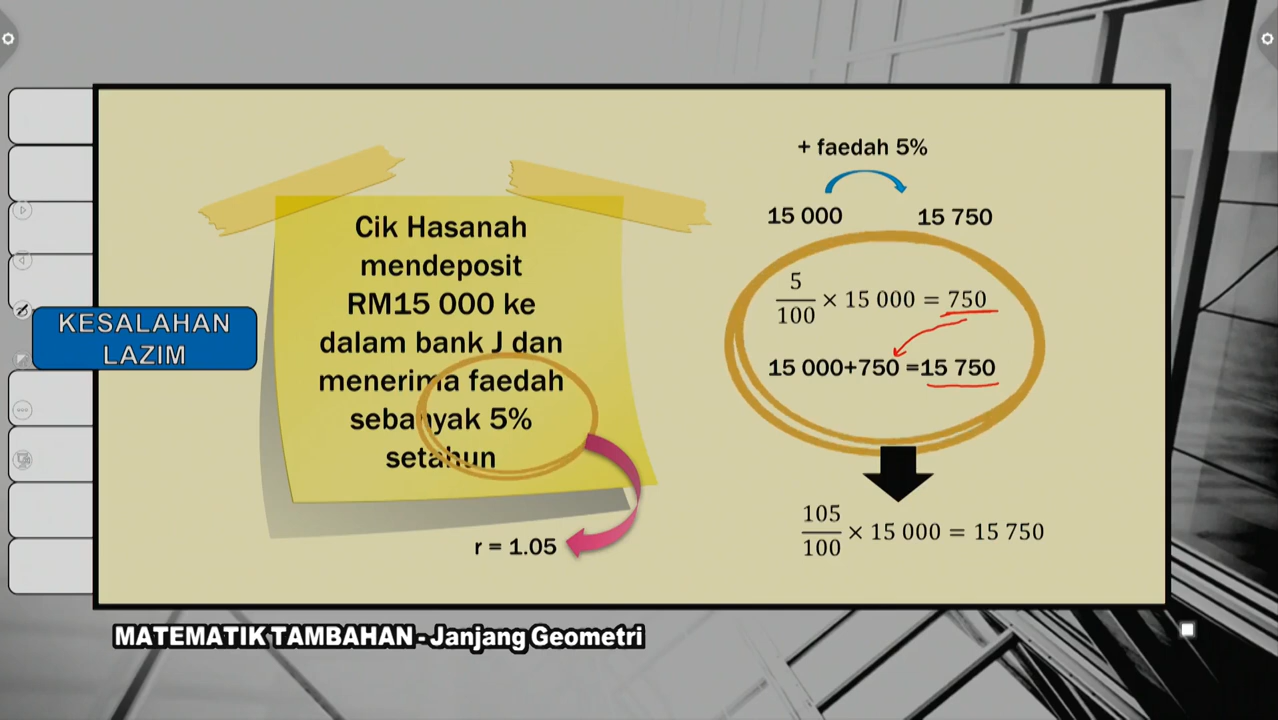 KESALAHAN
LAZIM
Cik Hasanah
mendeposit
RM15 000 ke
dalam bank J dan
menerima faedah
sebanyak 5%
setahun
r = 1.05
+ faedah 5%
15 000 15 750
5/100 × 15 000 = 750
15 000+750 =15 750
105/100 × 15 000 = 15 750
MATEMATIK TAMBAHAN - Janjang Geometri